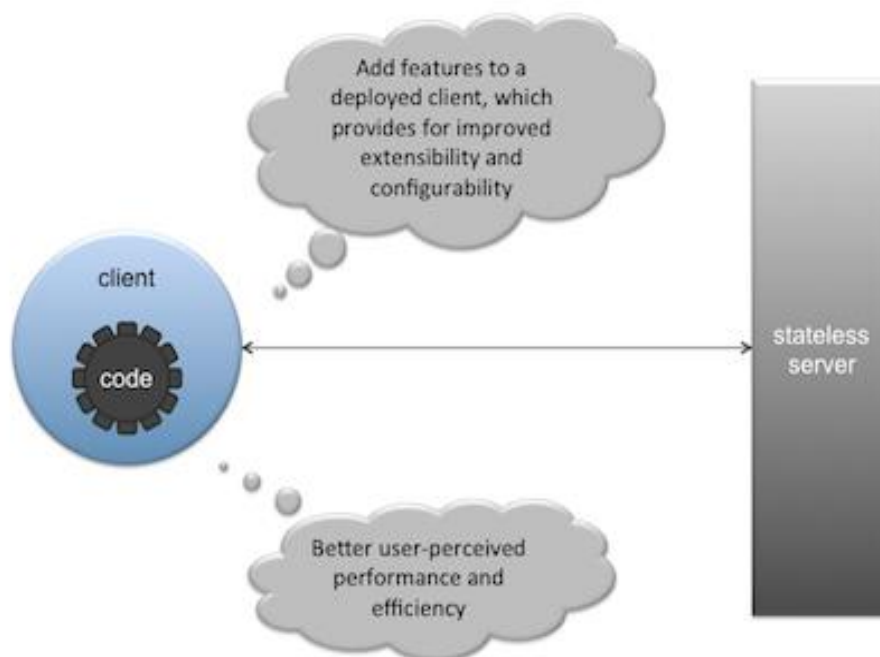 Add features to a
deployed client, which
provides for improved
extensibility and
configurability
client
code
stateless
server
Better user-perceived
performance and
efficiency